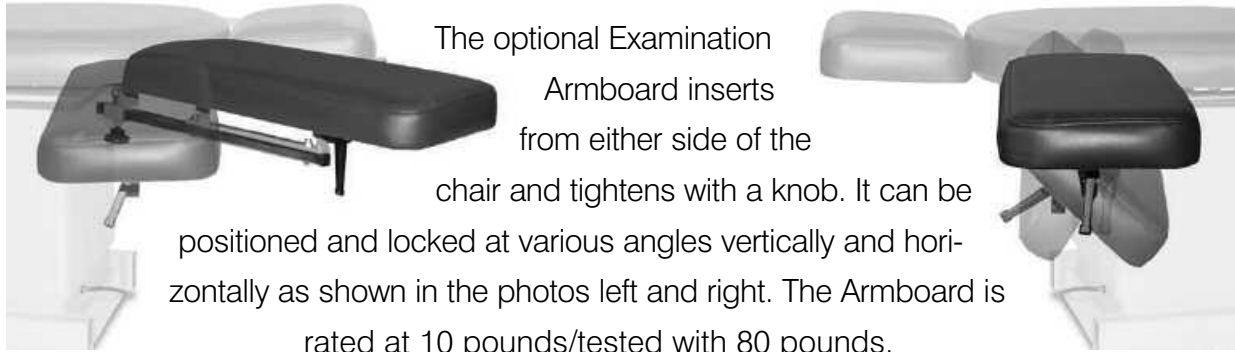 The optional Examination
Armboard inserts
from either side of the
chair and tightens with a knob. It can be
positioned and locked at various angles vertically and hori-
zontally as shown in the photos left and right. The Armboard is
rated at 10 pounds/tested with 80 pounds.